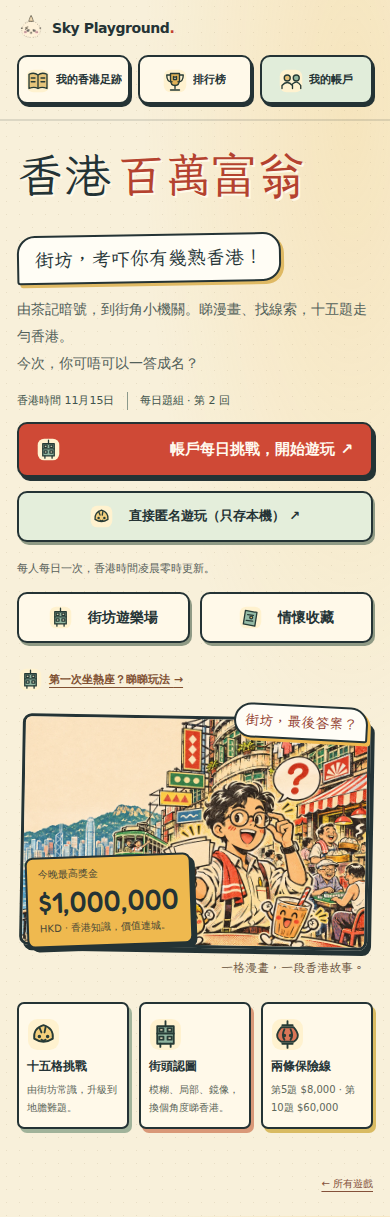 Sky Playground.
我的香港足跡
排行榜
我的帳戶
香港百萬富翁
街坊，考吓你有幾熟香港！
由茶記暗號，到街角小機關。睇漫畫、找線索，十五題走
勻香港。
今次，你可唔可以一答成名？
香港時間 11月15日
每日題組 · 第 2 回
帳戶每日挑戰，開始遊玩 ↗
直接匿名遊玩（只存本機） ↗
每人每日一次，香港時間凌晨零時更新。
街坊遊樂場
情懷收藏
第一次坐熱座？睇睇玩法 →
街坊，最後答案？
?
今晚最高獎金
$1,000,000
HKD · 香港知識，價值連城。
一格漫畫，一段香港故事。
十五格挑戰
由街坊常識，升級到
地膽難題。
街頭認圖
模糊、局部、鏡像，
換個角度睇香港。
兩條保險線
第5題 $8,000 · 第
10題 $60,000
← 所有遊戲